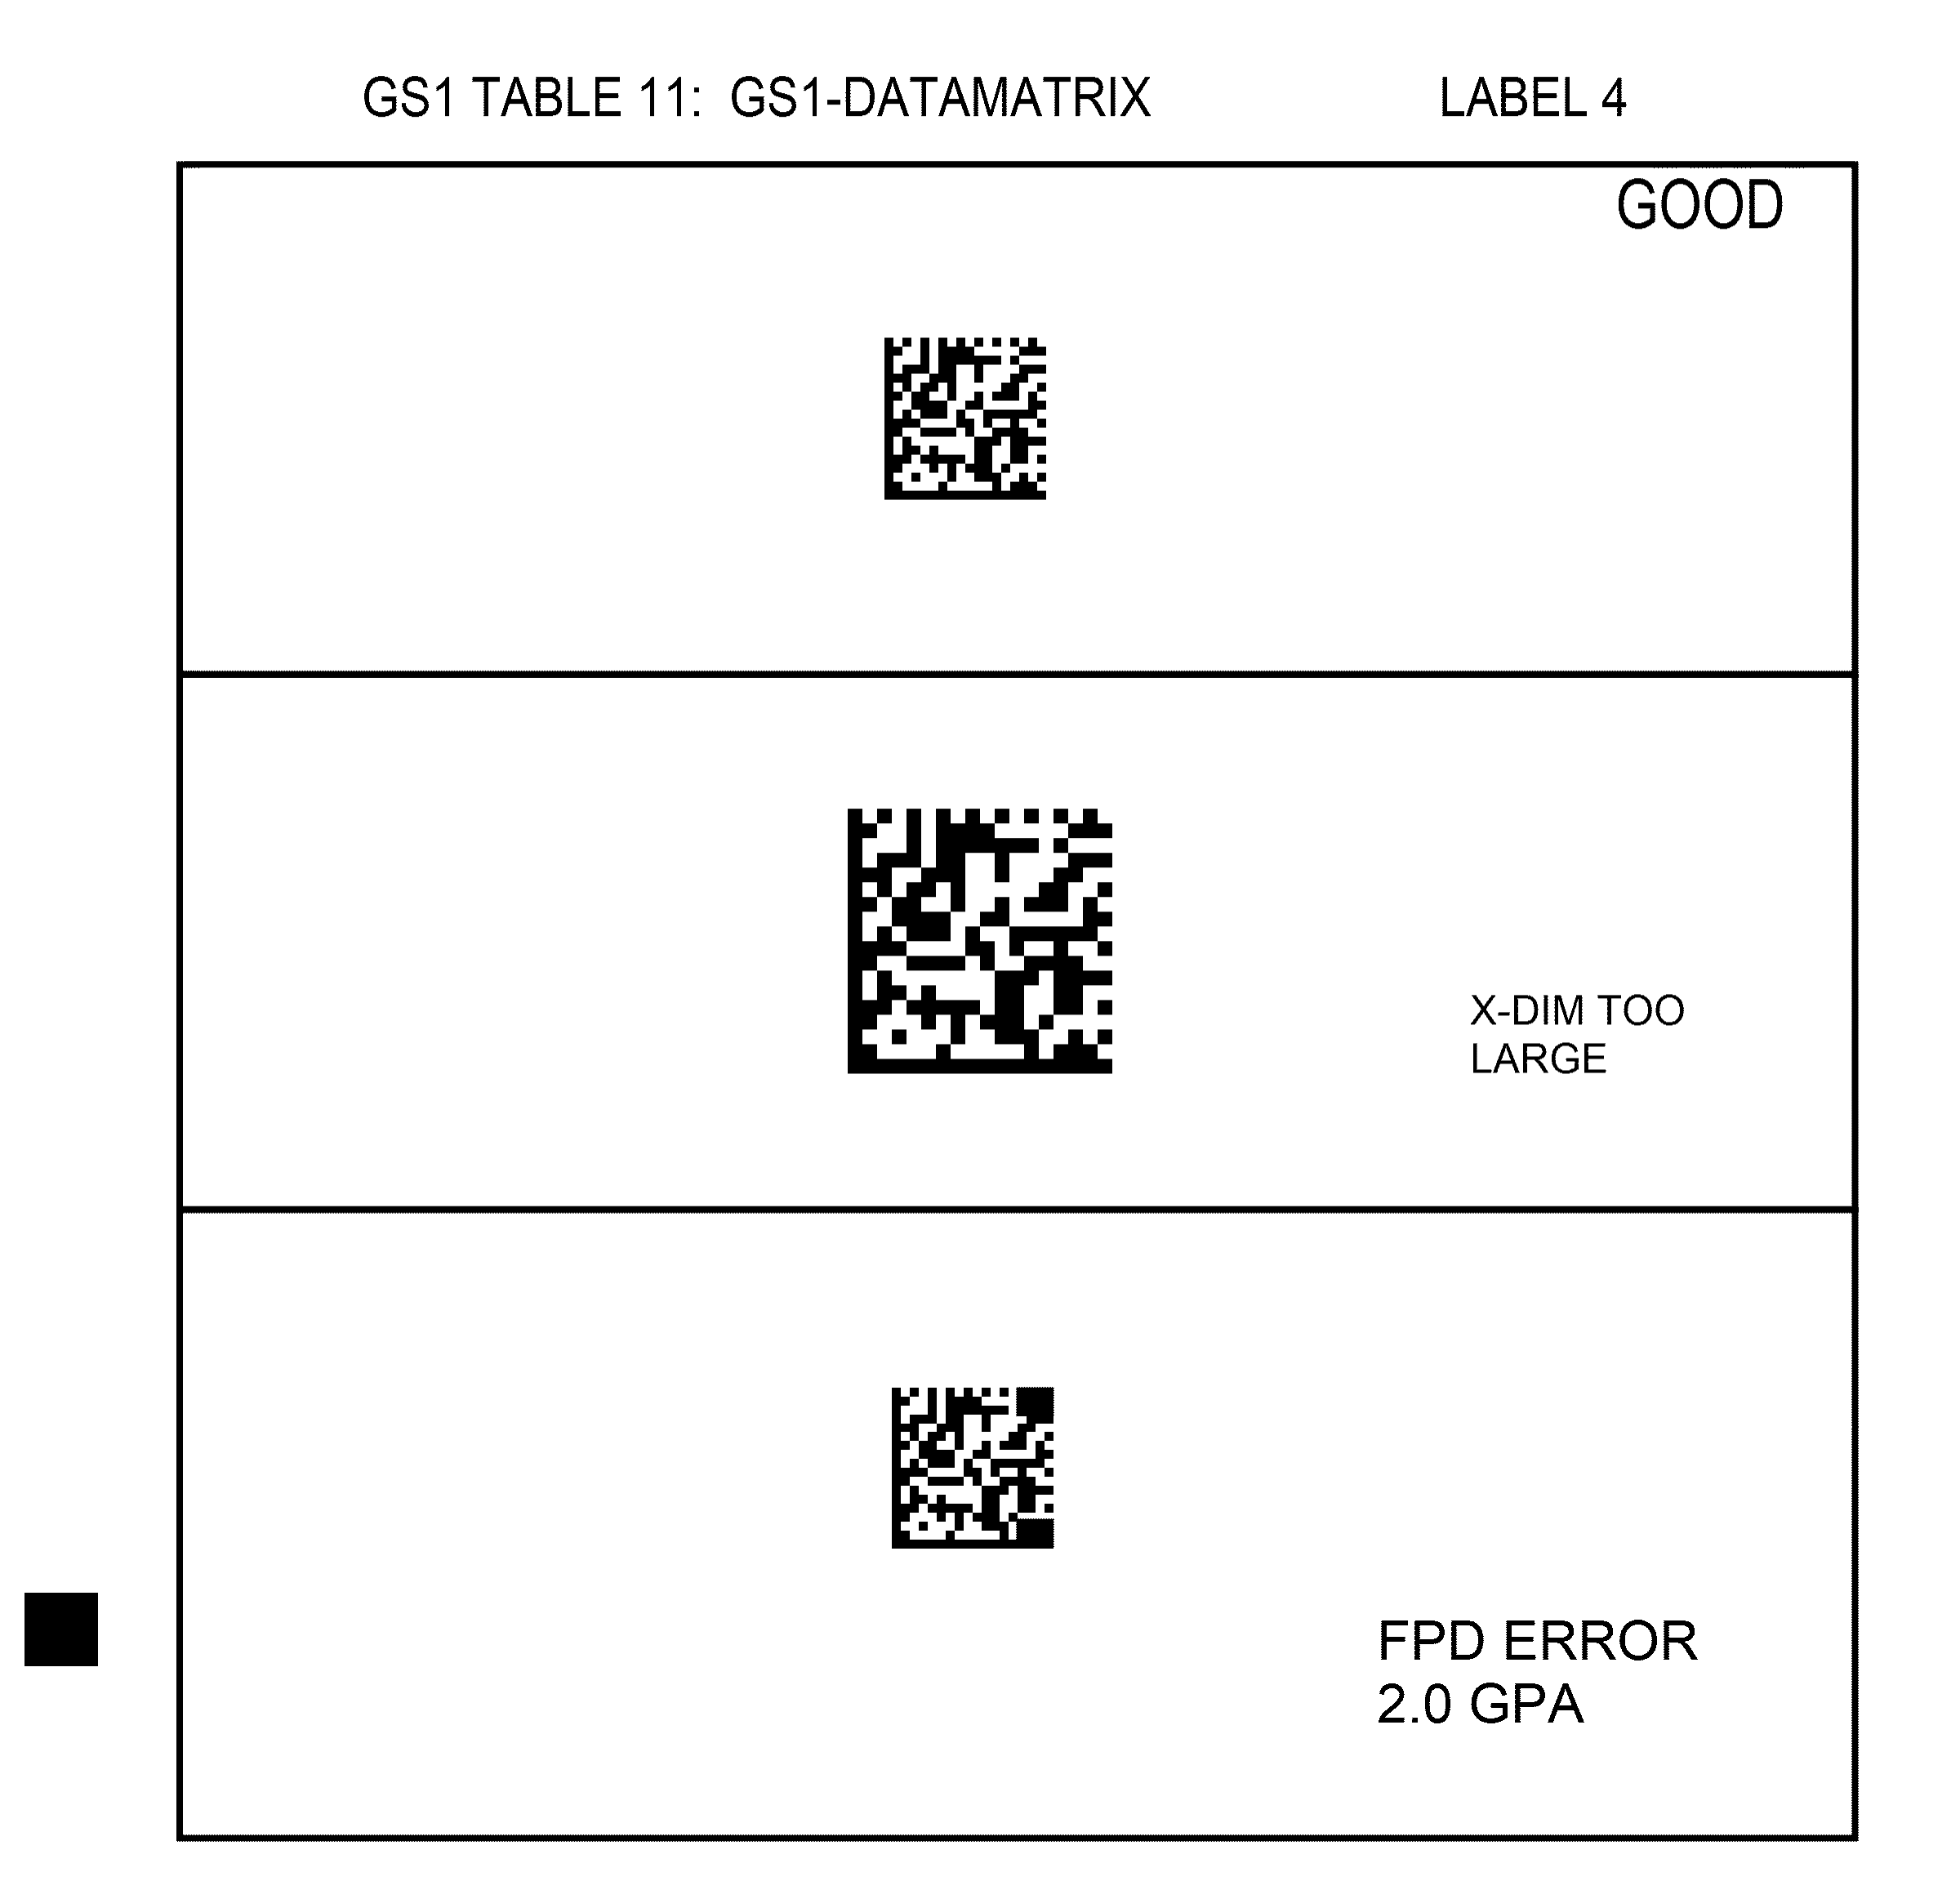 GS1 TABLE 11: GS1-DATAMATRIX LABEL 4
GOOD
X-DIM TOO
LARGE
FPD ERROR
2.0 GPA